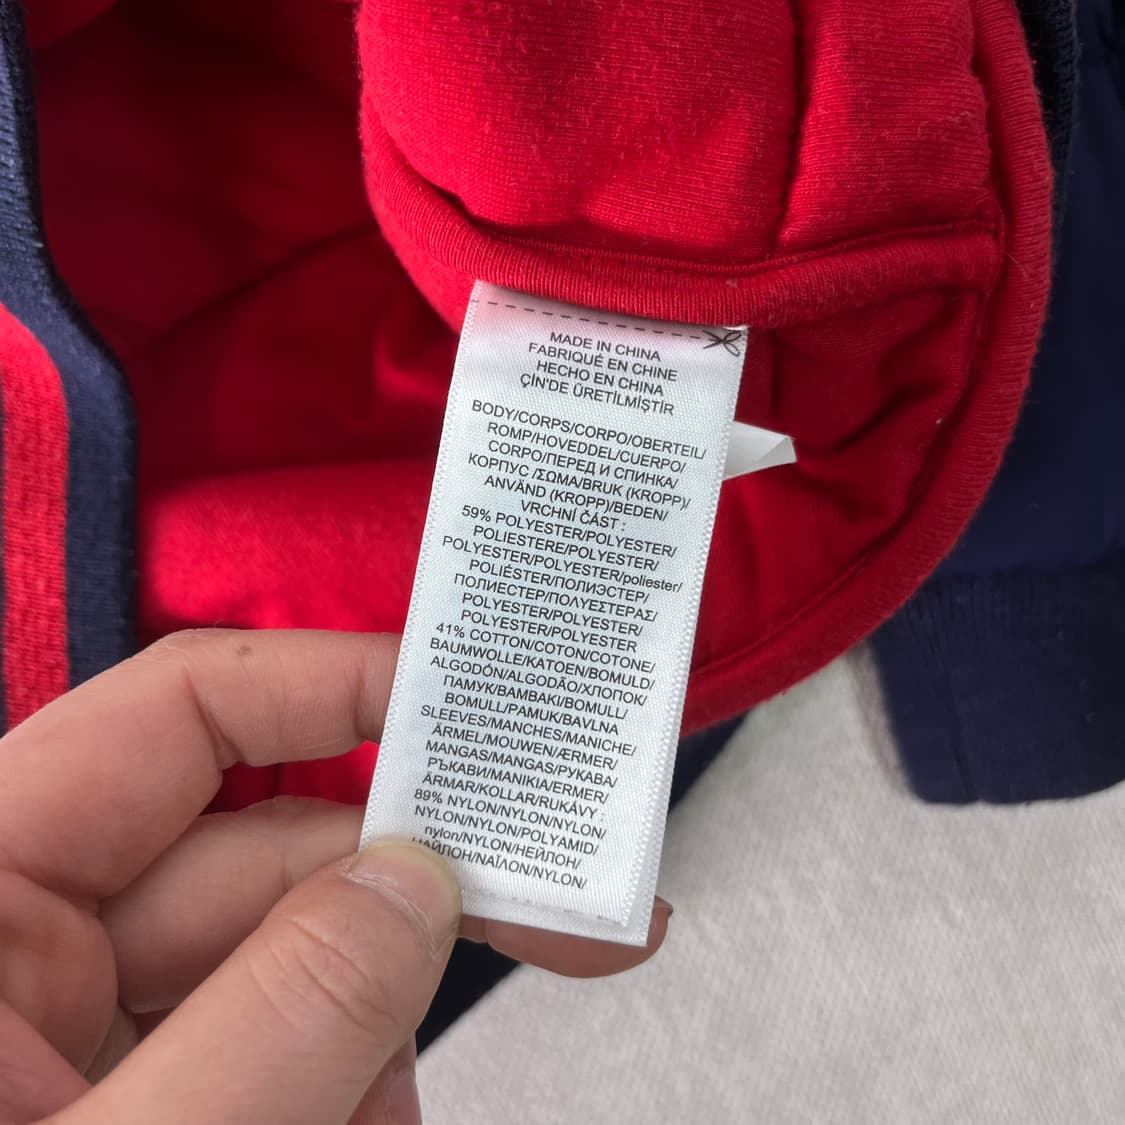 MADE IN CHINA
FABRIQUÉ EN CHINE
HECHO EN CHINA
ÇİN'DE ÜRETİLMİŞTİR
BODY/CORPS/CORPO/OBERTEIL/
ROMP/HOVEDDEL/CUERPO/
CORPO/ПЕРЕД И СПИНКА/
КОРПУС /ΣΩΜΑ/BRUK (KROPP)/
ANVÄND (KROPP)/BEDEN/
VRCHNÍ ČÁST :
59% POLYESTER/POLYESTER/
POLIESTERE/POLYESTER/
POLYESTER/POLYESTER/poliester/
POLIÉSTER/ПОЛИЭСТЕР/
ПОЛИЕСТЕР/ΠΟΛΥΕΣΤΕΡΑΣ/
POLYESTER/POLYESTER/
POLYESTER/POLYESTER
41% COTTON/COTON/COTONE/
BAUMWOLLE/KATOEN/BOMULD/
ALGODÓN/ALGODÃO/ХЛОПОК/
ПАМУК/ΒΑΜΒΑΚΙ/BOMULL/
BOMULL/PAMUK/BAVLNA
SLEEVES/MANCHES/MANICHE/
ÄRMEL/MOUWEN/ÆRMER/
MANGAS/MANGAS/РУКАВА/
РЪКАВИ/ΜΑΝΙΚΙΑ/ERMER/
ÄRMAR/KOLLAR/RUKÁVY :
89% NYLON/NYLON/NYLON/
NYLON/NYLON/POLYAMID/
nylon/NYLON/НЕЙЛОН/
НАЙЛОН/ΝΑΪΛΟΝ/NYLON/